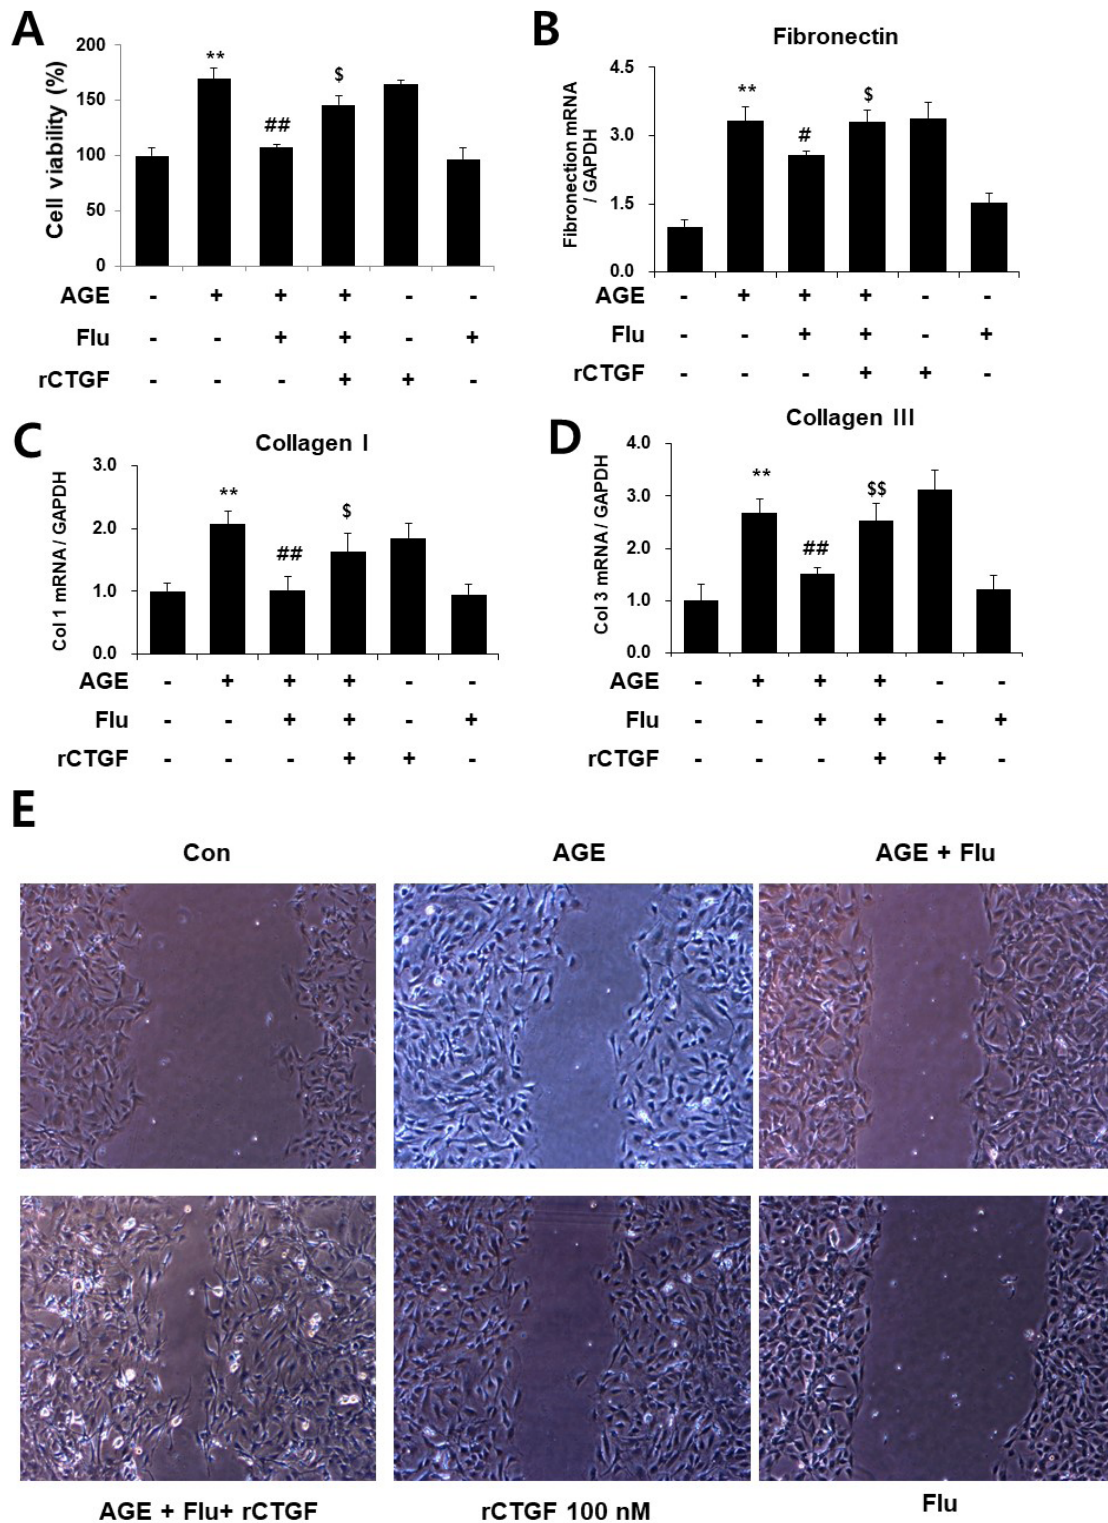 A
200
150
100
50
0
Cell viability (%)
**
##
$
AGE - + + + - -
Flu - - + + - +
rCTGF - - - + + -
B
Fibronectin
4.5
3.0
1.5
0.0
Fibronection mRNA
/ GAPDH
**
#
$
AGE - + + + - -
Flu - - + + - +
rCTGF - - - + + -
C
Collagen I
3.0
2.0
1.0
0.0
Col 1 mRNA / GAPDH
**
##
$
AGE - + + + - -
Flu - - + + - +
rCTGF - - - + + -
D
Collagen III
4.0
3.0
2.0
1.0
0.0
Col 3 mRNA / GAPDH
**
##
$$
AGE - + + + - -
Flu - - + + - +
rCTGF - - - + + -
E
Con
AGE
AGE + Flu
AGE + Flu+ rCTGF
rCTGF 100 nM
Flu